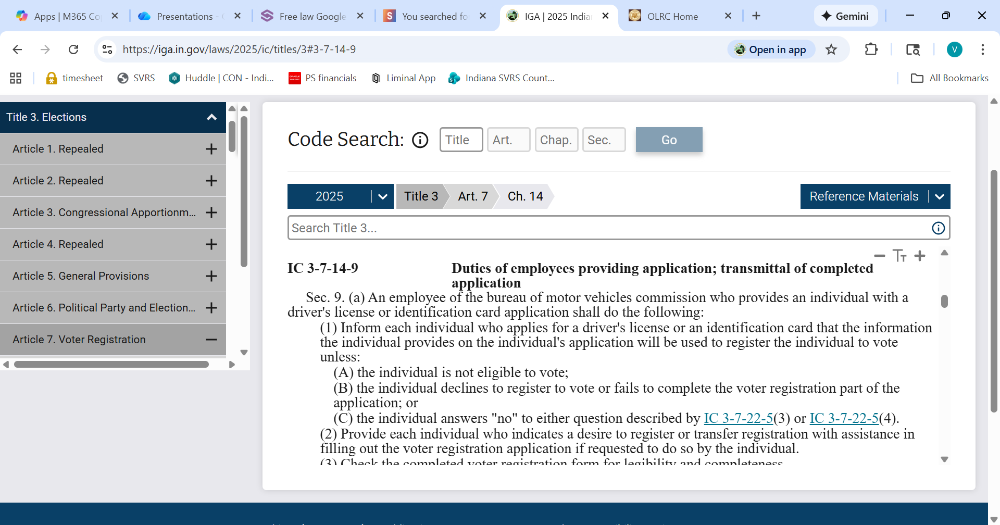 Apps | M365 Co
Presentations -
Free law Google
You searched fo
IGA | 2025 India
OLRC Home
Gemini
https://iga.in.gov/laws/2025/ic/titles/3#3-7-14-9
Open in app
V
timesheet
SVRS
Huddle | CON - Indi...
PS financials
Liminal App
Indiana SVRS Count...
All Bookmarks
Title 3. Elections
Article 1. Repealed
Article 2. Repealed
Article 3. Congressional Apportionm...
Article 4. Repealed
Article 5. General Provisions
Article 6. Political Party and Election...
Article 7. Voter Registration
Code Search:
Title
Art.
Chap.
Sec.
Go
2025
Title 3
Art. 7
Ch. 14
Reference Materials
Search Title 3...
IC 3-7-14-9 Duties of employees providing application; transmittal of completed
application
Sec. 9. (a) An employee of the bureau of motor vehicles commission who provides an individual with a
driver's license or identification card application shall do the following:
(1) Inform each individual who applies for a driver's license or an identification card that the information
the individual provides on the individual's application will be used to register the individual to vote
unless:
(A) the individual is not eligible to vote;
(B) the individual declines to register to vote or fails to complete the voter registration part of the
application; or
(C) the individual answers "no" to either question described by IC 3-7-22-5(3) or IC 3-7-22-5(4).
(2) Provide each individual who indicates a desire to register or transfer registration with assistance in
filling out the voter registration application if requested to do so by the individual.
(3) Check the completed voter registration form for legibility and completeness.